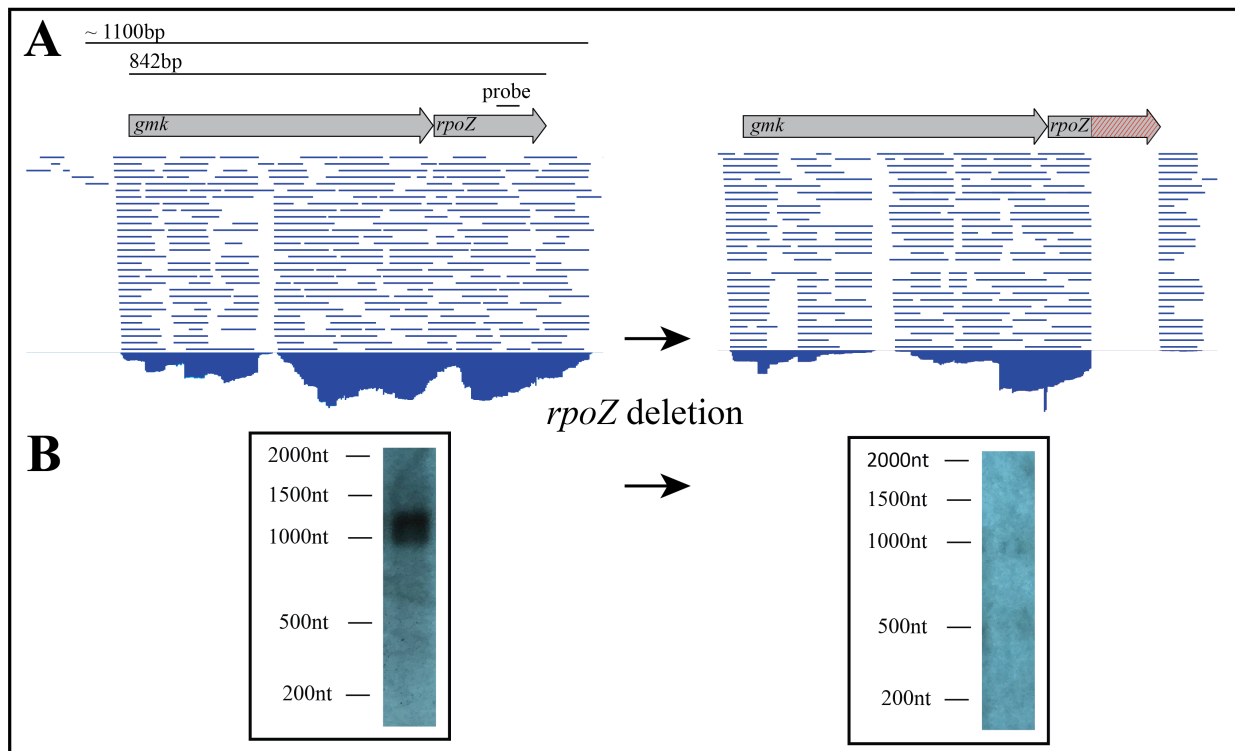 A
~ 1100bp
842bp
probe
gmk
rpoZ
gmk
rpoZ
rpoZ deletion
B
2000nt
1500nt
1000nt
500nt
200nt
2000nt
1500nt
1000nt
500nt
200nt